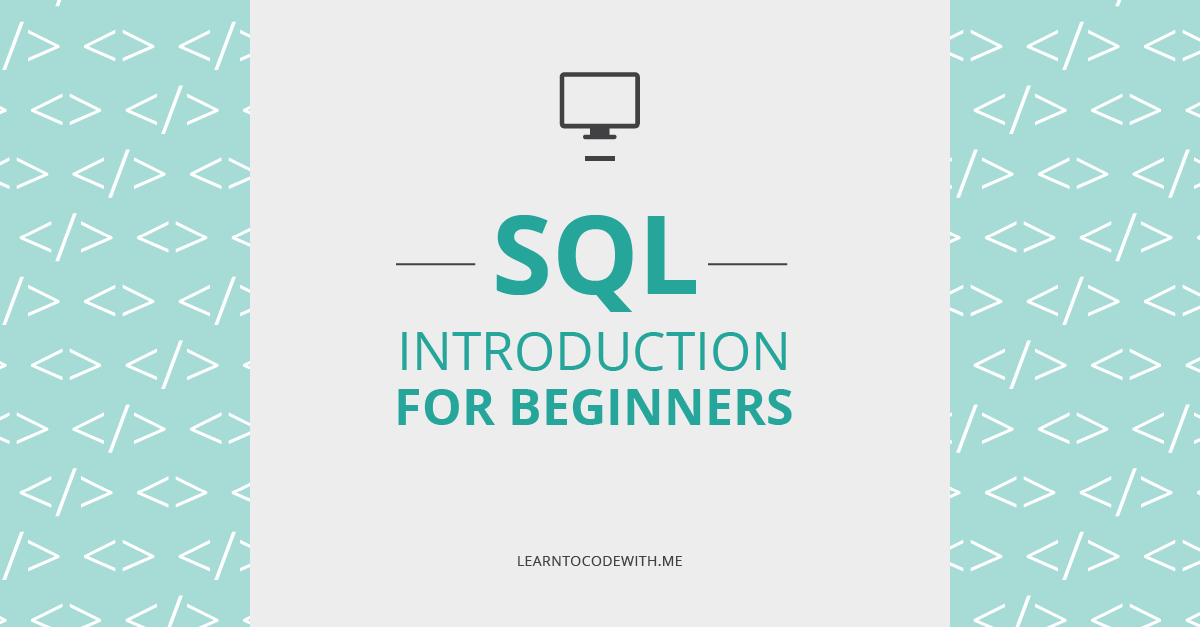 SQL
INTRODUCTION
FOR BEGINNERS
LEARNTOCODEWITH.ME